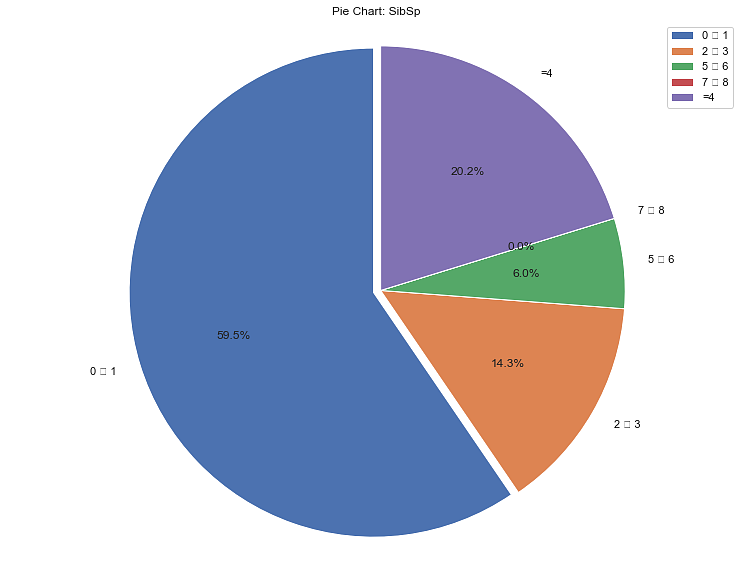 Pie Chart: SibSp
0 ▯ 1
2 ▯ 3
5 ▯ 6
7 ▯ 8
=4
=4
20.2%
7 ▯ 8
0.0%
5 ▯ 6
6.0%
59.5%
14.3%
0 ▯ 1
2 ▯ 3